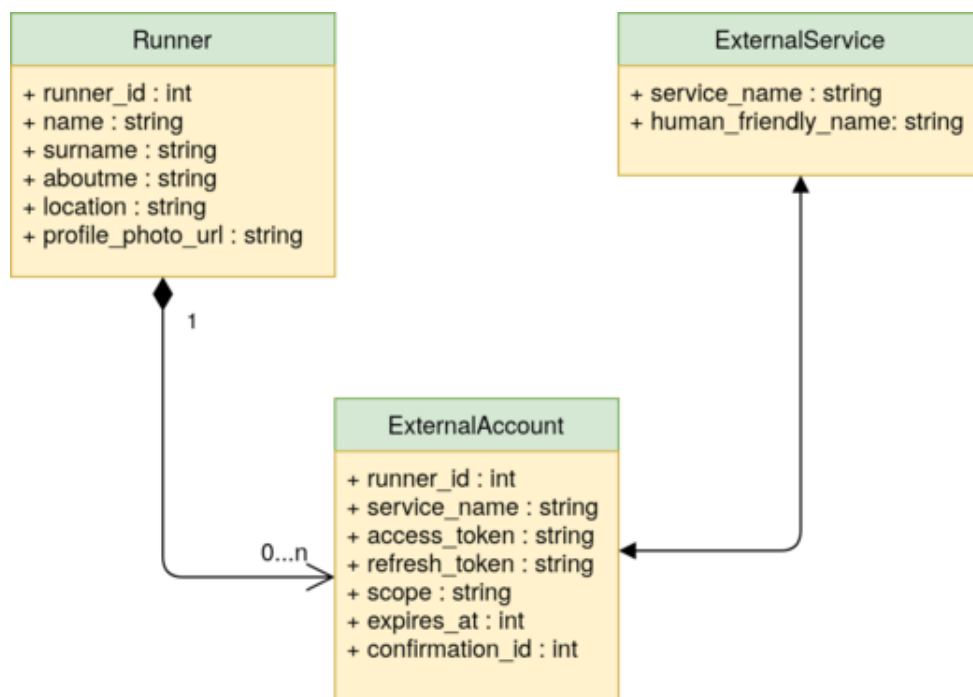 Runner
+ runner_id : int
+ name : string
+ surname : string
+ aboutme : string
+ location : string
+ profile_photo_url : string
ExternalService
+ service_name : string
+ human_friendly_name: string
1
0...n
ExternalAccount
+ runner_id : int
+ service_name : string
+ access_token : string
+ refresh_token : string
+ scope : string
+ expires_at : int
+ confirmation_id : int